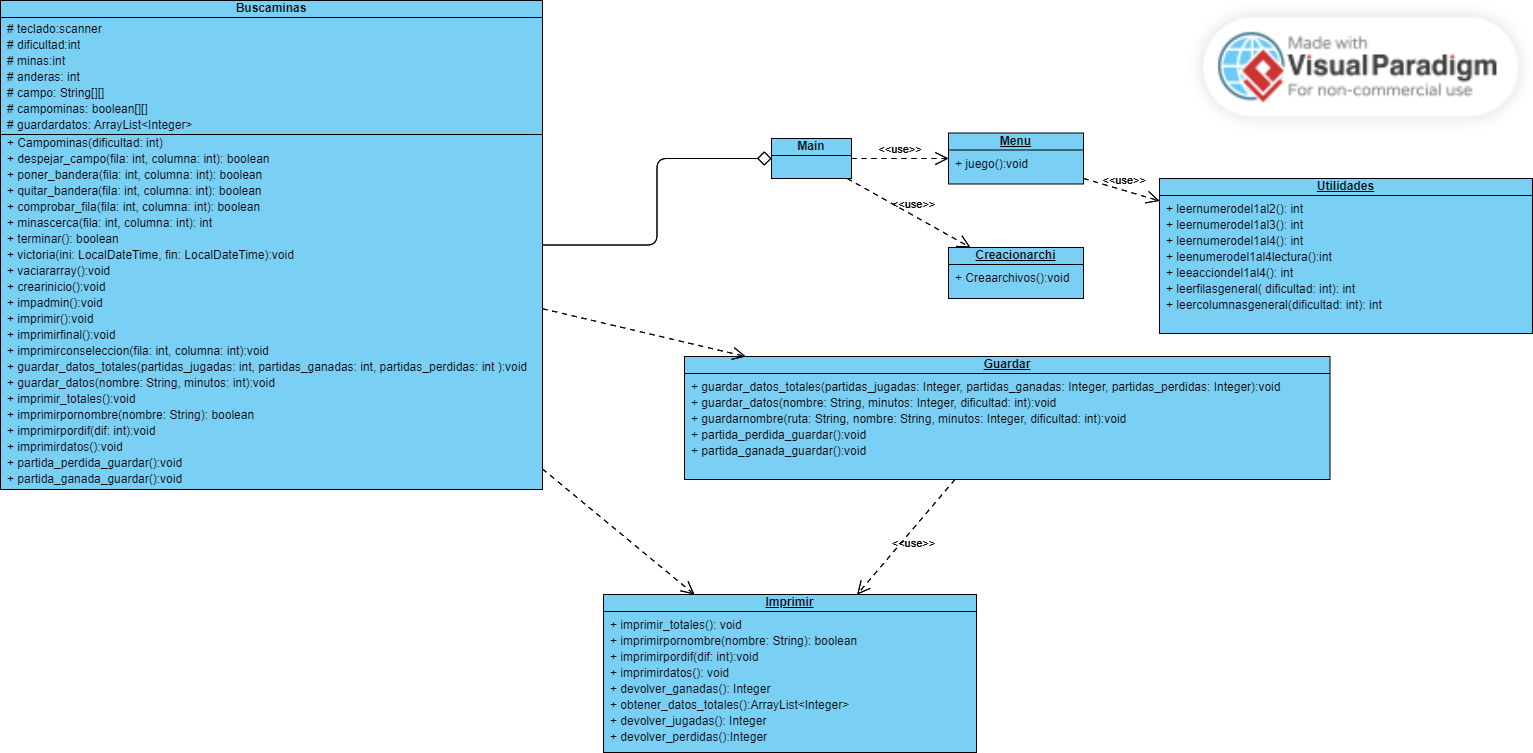 Buscaminas
# teclado:scanner
# dificultad:int
# minas:int
# anderas: int
# campo: String[][]
# campominas: boolean[][]
# guardardatos: ArrayList<Integer>
+ Campominas(dificultad: int)
+ despejar_campo(fila: int, columna: int): boolean
+ poner_bandera(fila: int, columna: int): boolean
+ quitar_bandera(fila: int, columna: int): boolean
+ comprobar_fila(fila: int, columna: int): boolean
+ minascerca(fila: int, columna: int): int
+ terminar(): boolean
+ victoria(ini: LocalDateTime, fin: LocalDateTime):void
+ vaciararray():void
+ crearinicio():void
+ impadmin():void
+ imprimir():void
+ imprimirfinal():void
+ imprimirconseleccion(fila: int, columna: int):void
+ guardar_datos_totales(partidas_jugadas: int, partidas_ganadas: int, partidas_perdidas: int ):void
+ guardar_datos(nombre: String, minutos: int):void
+ imprimir_totales():void
+ imprimirpornombre(nombre: String): boolean
+ imprimirpordif(dif: int):void
+ imprimirdatos():void
+ partida_perdida_guardar():void
+ partida_ganada_guardar():void
Main
<<use>>
Menu
+ juego():void
<<use>>
<<use>>
Creacionarchi
+ Creaarchivos():void
Utilidades
+ leernumerodel1al2(): int
+ leernumerodel1al3(): int
+ leernumerodel1al4(): int
+ leenumerodel1al4lectura():int
+ leeacciondel1al4(): int
+ leerfilasgeneral( dificultad: int): int
+ leercolumnasgeneral(dificultad: int): int
Guardar
+ guardar_datos_totales(partidas_jugadas: Integer, partidas_ganadas: Integer, partidas_perdidas: Integer):void
+ guardar_datos(nombre: String, minutos: Integer, dificultad: int):void
+ guardarnombre(ruta: String, nombre: String, minutos: Integer, dificultad: int):void
+ partida_perdida_guardar():void
+ partida_ganada_guardar():void
<<use>>
Imprimir
+ imprimir_totales(): void
+ imprimirpornombre(nombre: String): boolean
+ imprimirpordif(dif: int):void
+ imprimirdatos(): void
+ devolver_ganadas(): Integer
+ obtener_datos_totales():ArrayList<Integer>
+ devolver_jugadas(): Integer
+ devolver_perdidas():Integer
Made with
Visual Paradigm
For non-commercial use